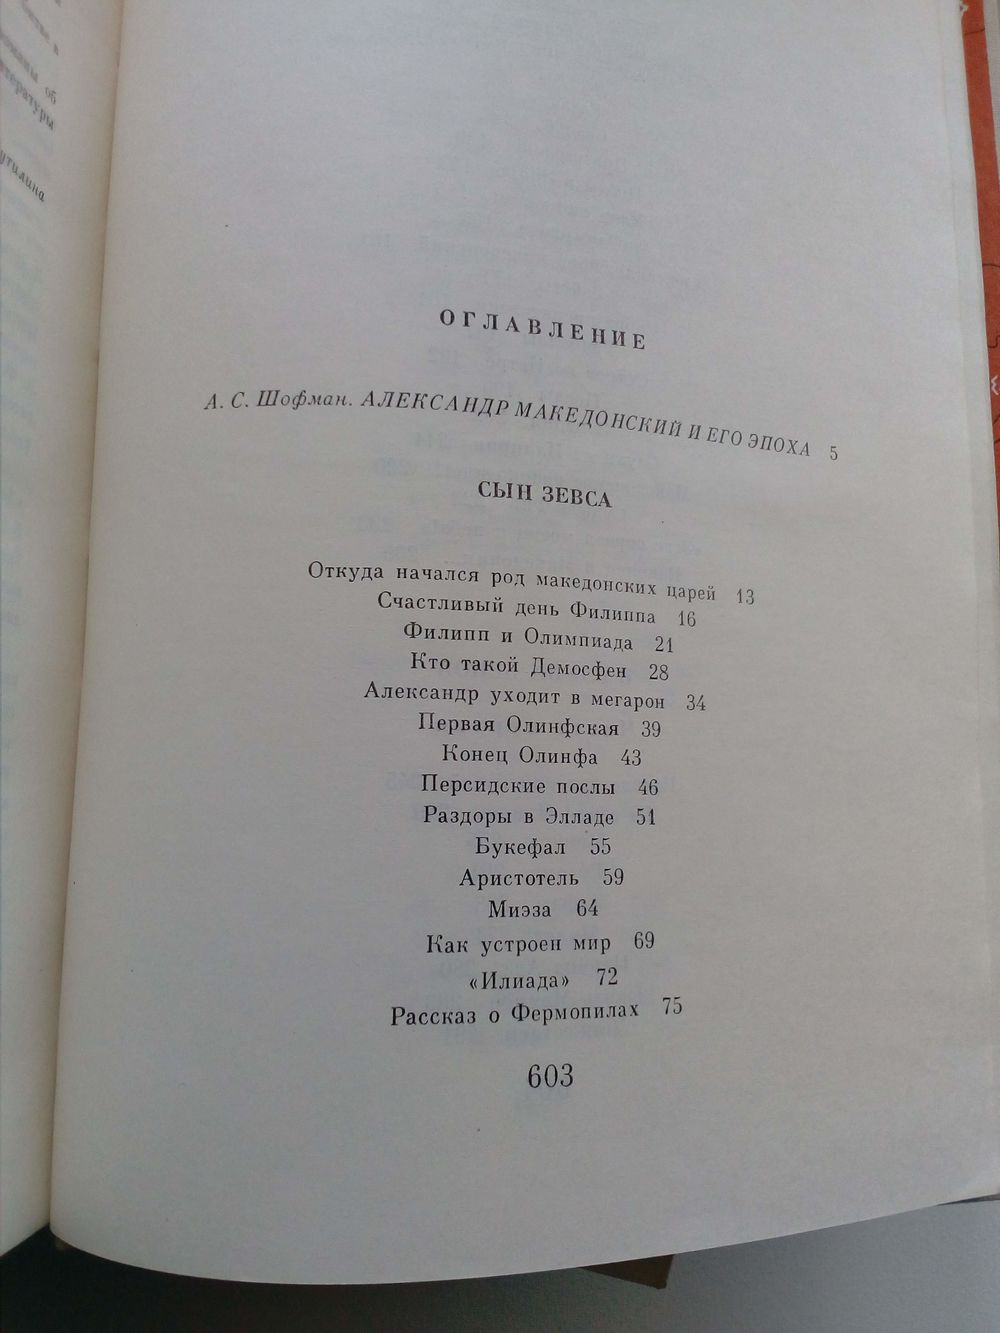 об
тературы
утилина
ОГЛАВЛЕНИЕ
А. С. Шофман. АЛЕКСАНДР МАКЕДОНСКИЙ И ЕГО ЭПОХА 5
СЫН ЗЕВСА
Откуда начался род македонских царей 13
Счастливый день Филиппа 16
Филипп и Олимпиада 21
Кто такой Демосфен 28
Александр уходит в мегарон 34
Первая Олинфская 39
Конец Олинфа 43
Персидские послы 46
Раздоры в Элладе 51
Букефал 55
Аристотель 59
Миэза 64
Как устроен мир 69
«Илиада» 72
Рассказ о Фермопилах 75
603